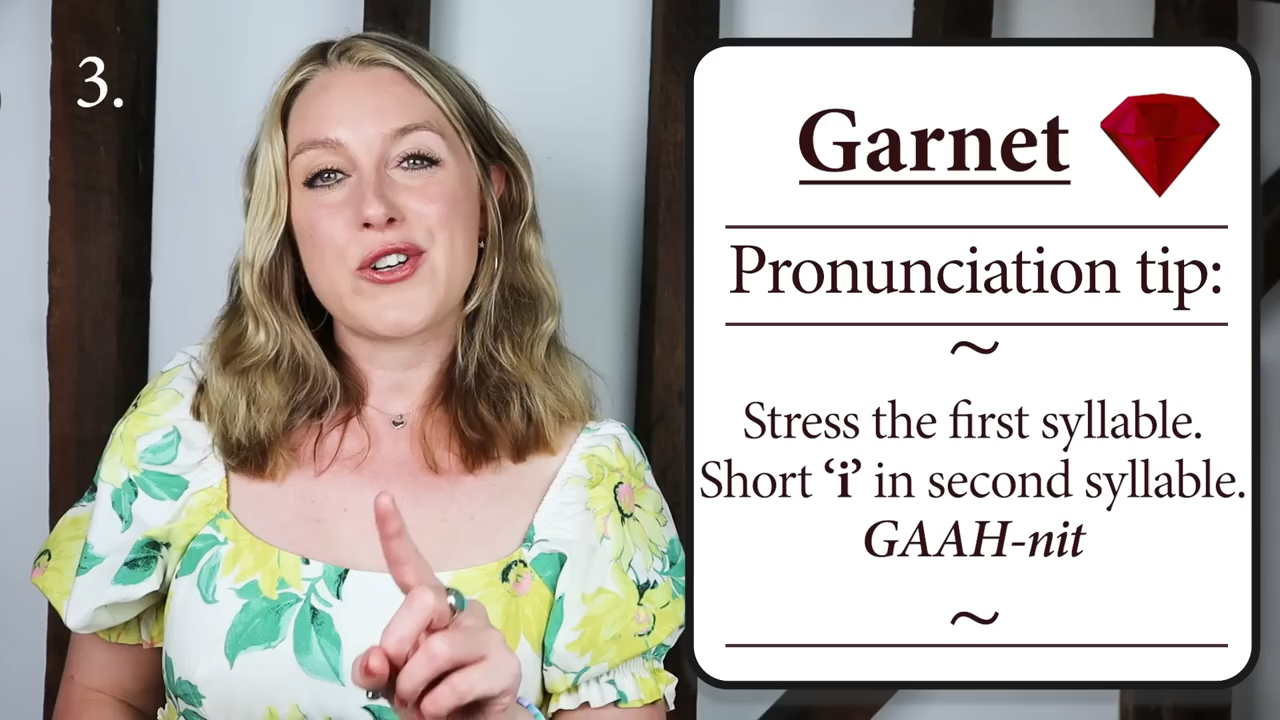 3.
Garnet
Pronunciation tip:
~
Stress the first syllable.
Short ‘i’ in second syllable.
GAAH-nit
~